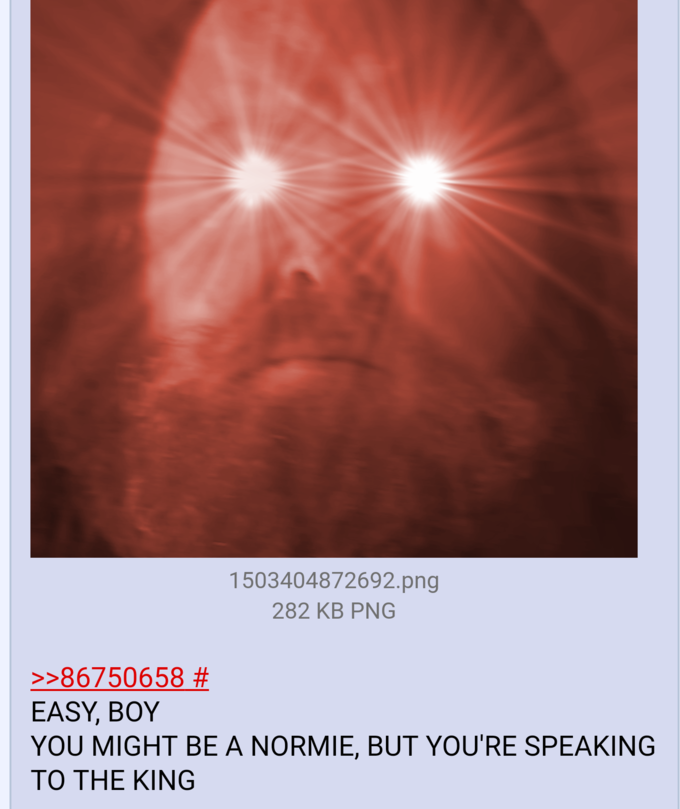 1503404872692.png
282 KB PNG
>>86750658 #
EASY, BOY
YOU MIGHT BE A NORMIE, BUT YOU'RE SPEAKING
TO THE KING